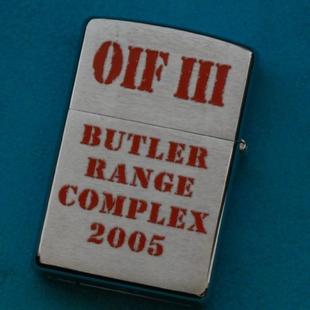 OIF III
BUTLER
RANGE
COMPLEX
2005